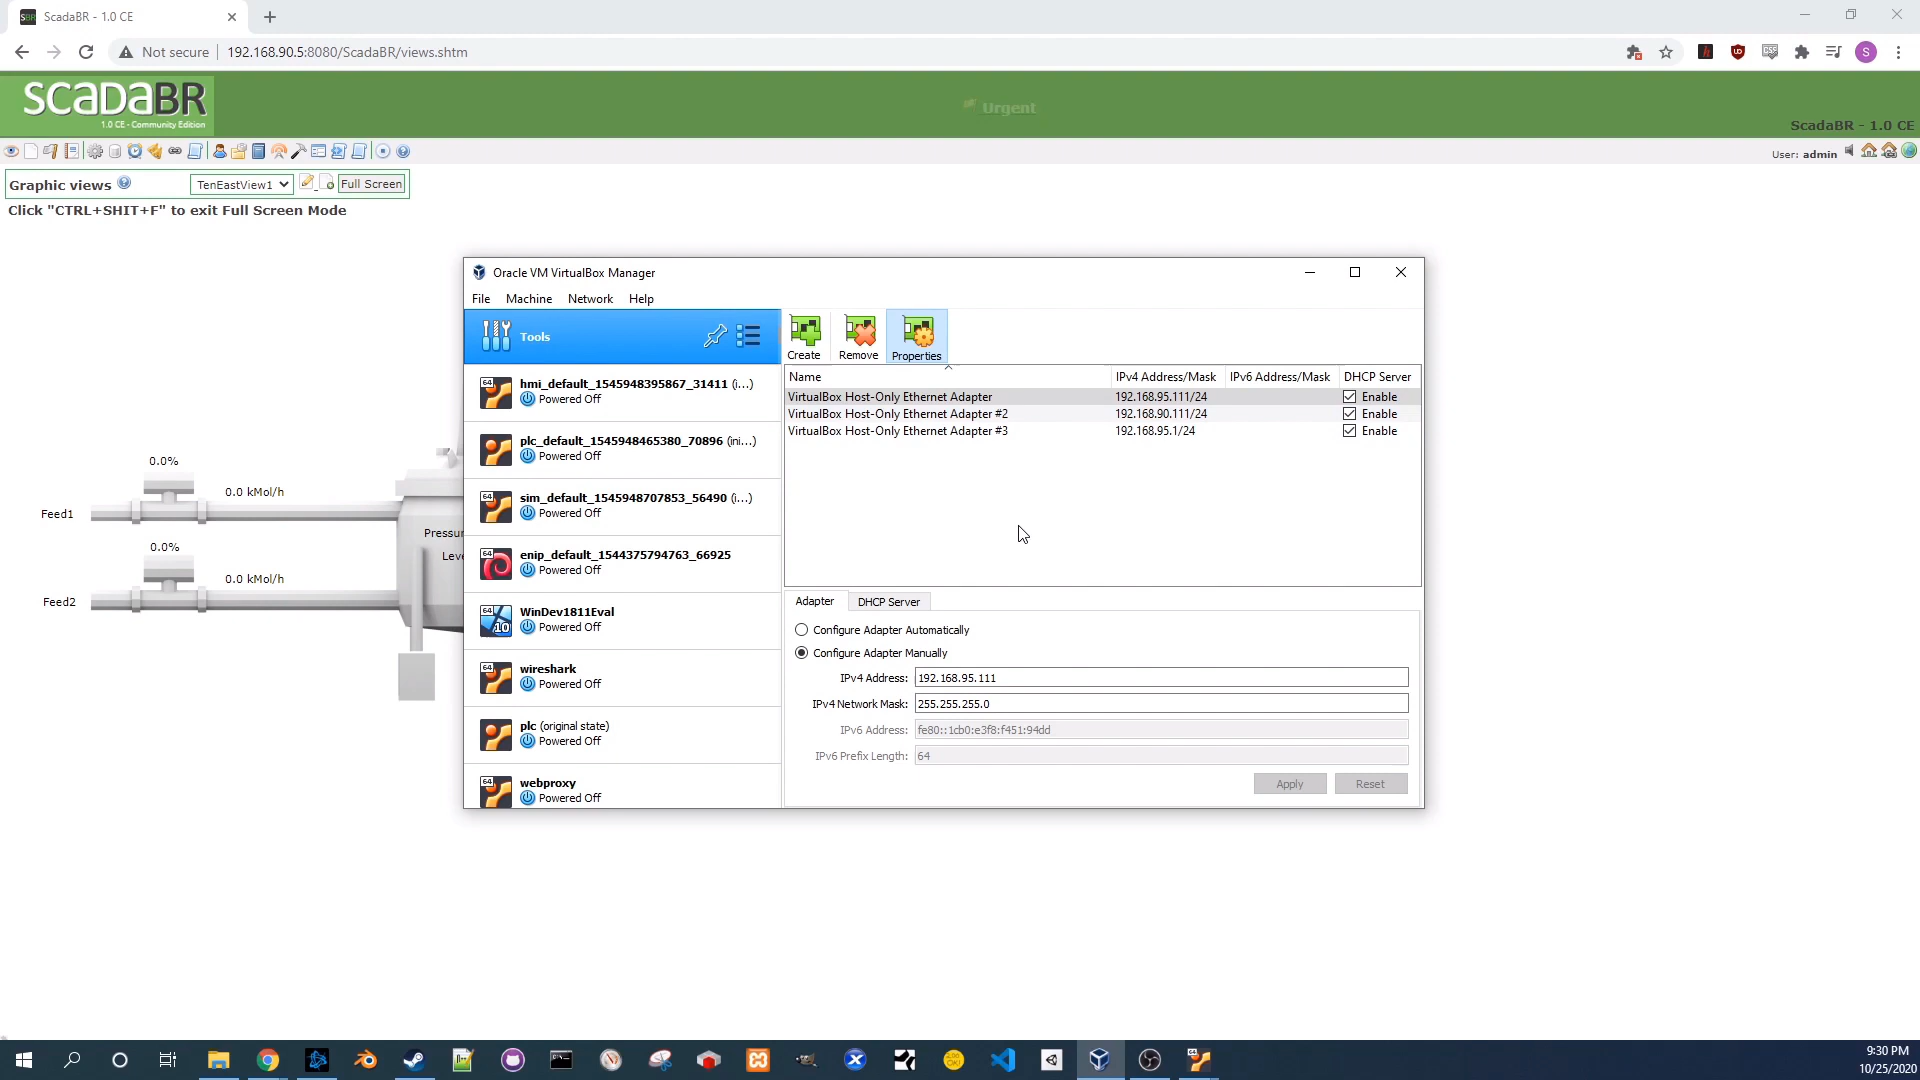 ScadaBR - 1.0 CE
Not secure
192.168.90.5:8080/ScadaBR/views.shtm
S
ScadaBR
1.0 CE - Community Edition
Urgent
ScadaBR - 1.0 CE
User: admin
Graphic views
TenEastView1
Full Screen
Click "CTRL+SHIT+F" to exit Full Screen Mode
0.0%
0.0 kMol/h
Feed1
Pressu
0.0%
Leve
0.0 kMol/h
Feed2
Oracle VM VirtualBox Manager
File Machine Network Help
Tools
hmi_default_1545948395867_31411 (i...)
Powered Off
plc_default_1545948465380_70896 (ini...)
Powered Off
sim_default_1545948707853_56490 (i...)
Powered Off
enip_default_1544375794763_66925
Powered Off
WinDev1811Eval
Powered Off
wireshark
Powered Off
plc (original state)
Powered Off
webproxy
Powered Off
Create Remove Properties
Name IPv4 Address/Mask IPv6 Address/Mask DHCP Server
VirtualBox Host-Only Ethernet Adapter 192.168.95.111/24 Enable
VirtualBox Host-Only Ethernet Adapter #2 192.168.90.111/24 Enable
VirtualBox Host-Only Ethernet Adapter #3 192.168.95.1/24 Enable
Adapter DHCP Server
Configure Adapter Automatically
Configure Adapter Manually
IPv4 Address: 192.168.95.111
IPv4 Network Mask: 255.255.255.0
IPv6 Address: fe80::1cb0:e3f8:f451:94dd
IPv6 Prefix Length: 64
Apply Reset
9:30 PM
10/25/2020